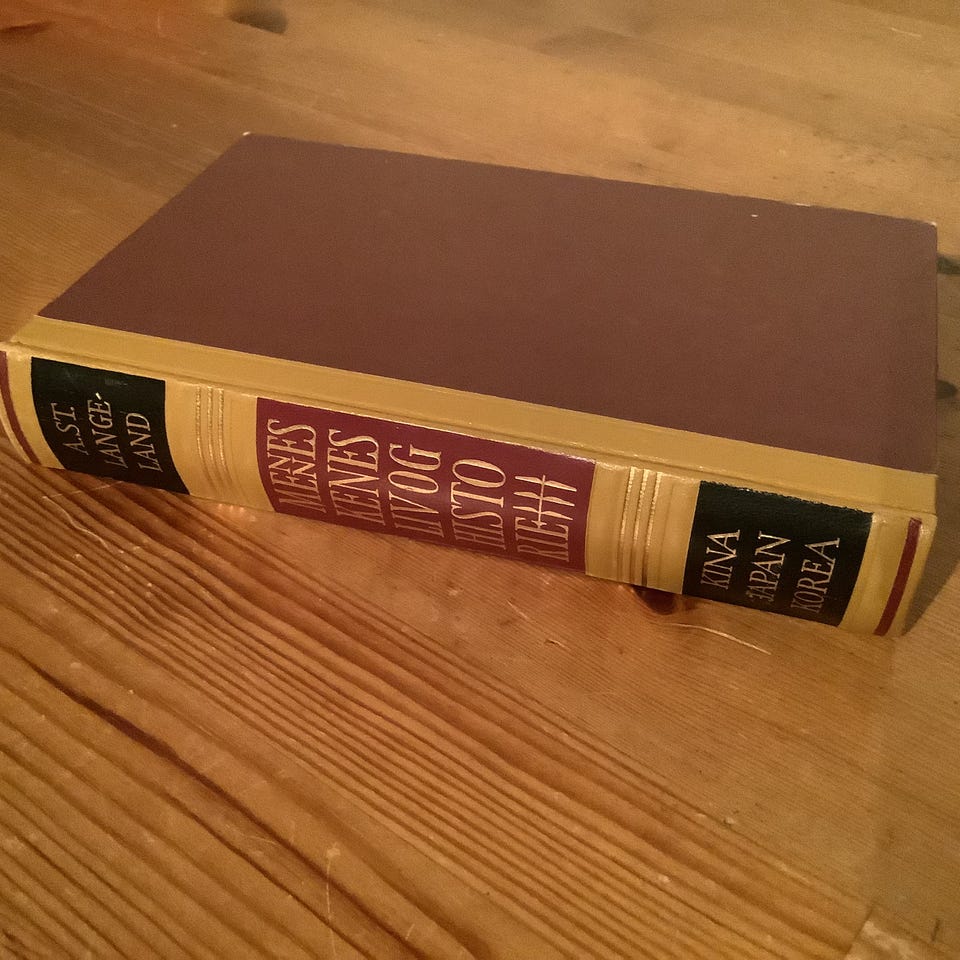 A.ST.
LANGE-
LAND
MENNES
KENES
LIV OG
HISTO
RIE
KINA
JAPAN
KOREA